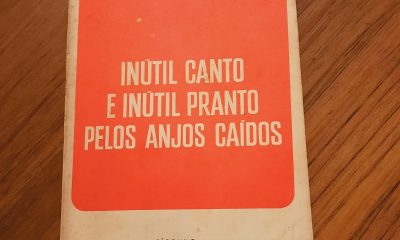 INÚTIL CANTO
E INÚTIL PRANTO
PELOS ANJOS CAÍDOS